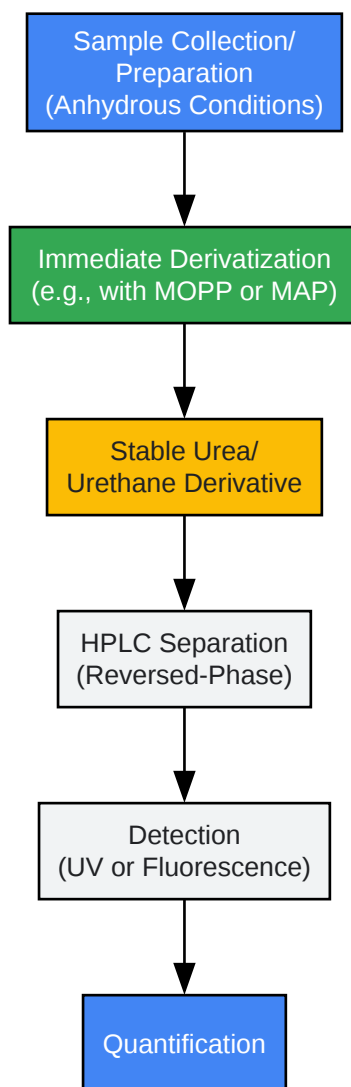 Sample Collection/
Preparation
(Anhydrous Conditions)
Immediate Derivatization
(e.g., with MOPP or MAP)
Stable Urea/
Urethane Derivative
HPLC Separation
(Reversed-Phase)
Detection
(UV or Fluorescence)
Quantification